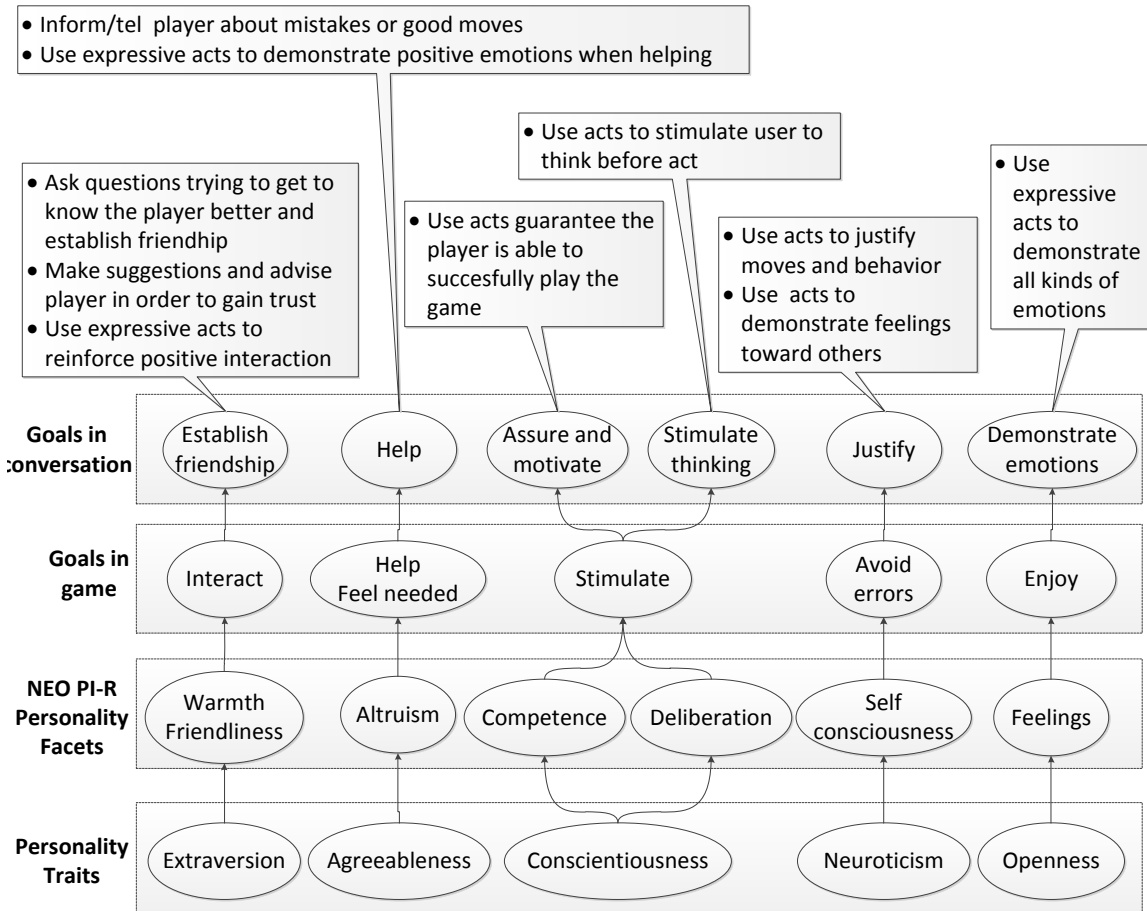 • Inform/tel player about mistakes or good moves
• Use expressive acts to demonstrate positive emotions when helping
• Use acts to stimulate user to
think before act
• Use
expressive
acts to
demonstrate
all kinds of
emotions
• Ask questions trying to get to
know the player better and
establish friendhip
• Make suggestions and advise
player in order to gain trust
• Use expressive acts to
reinforce positive interaction
• Use acts guarantee the
player is able to
succesfully play the
game
• Use acts to justify
moves and behavior
• Use acts to
demonstrate feelings
toward others
Goals in
conversation
Establish
friendship
Help
Assure and
motivate
Stimulate
thinking
Justify
Demonstrate
emotions
Goals in
game
Interact
Help
Feel needed
Stimulate
Avoid
errors
Enjoy
NEO PI-R
Personality
Facets
Warmth
Friendliness
Altruism
Competence
Deliberation
Self
consciousness
Feelings
Personality
Traits
Extraversion
Agreeableness
Conscientiousness
Neuroticism
Openness